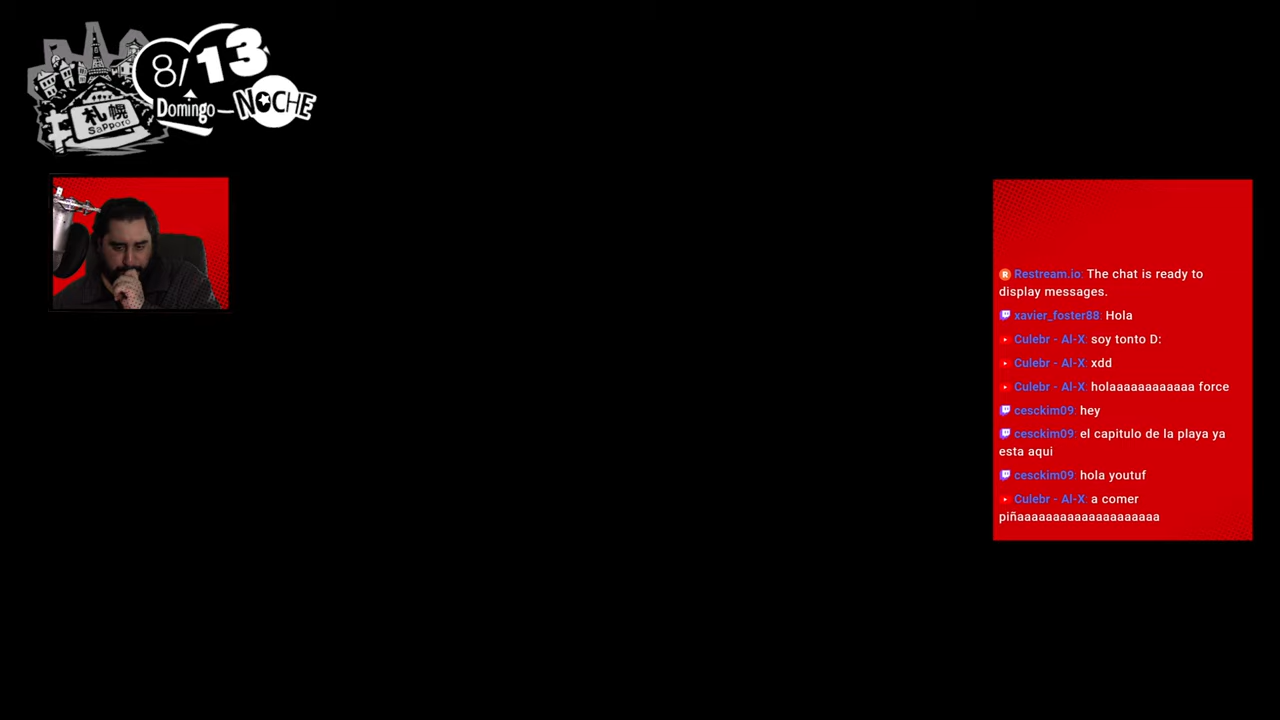 8/13
Domingo
NOCHE
札幌
Sapporo
Restream.io: The chat is ready to
display messages.
xavier_foster88: Hola
Culebr - Al-X: soy tonto D:
Culebr - Al-X: xdd
Culebr - Al-X: holaaaaaaaaaaaa force
cesckim09: hey
cesckim09: el capitulo de la playa ya
esta aqui
cesckim09: hola youtuf
Culebr - Al-X: a comer
piñaaaaaaaaaaaaaaaaaaaa